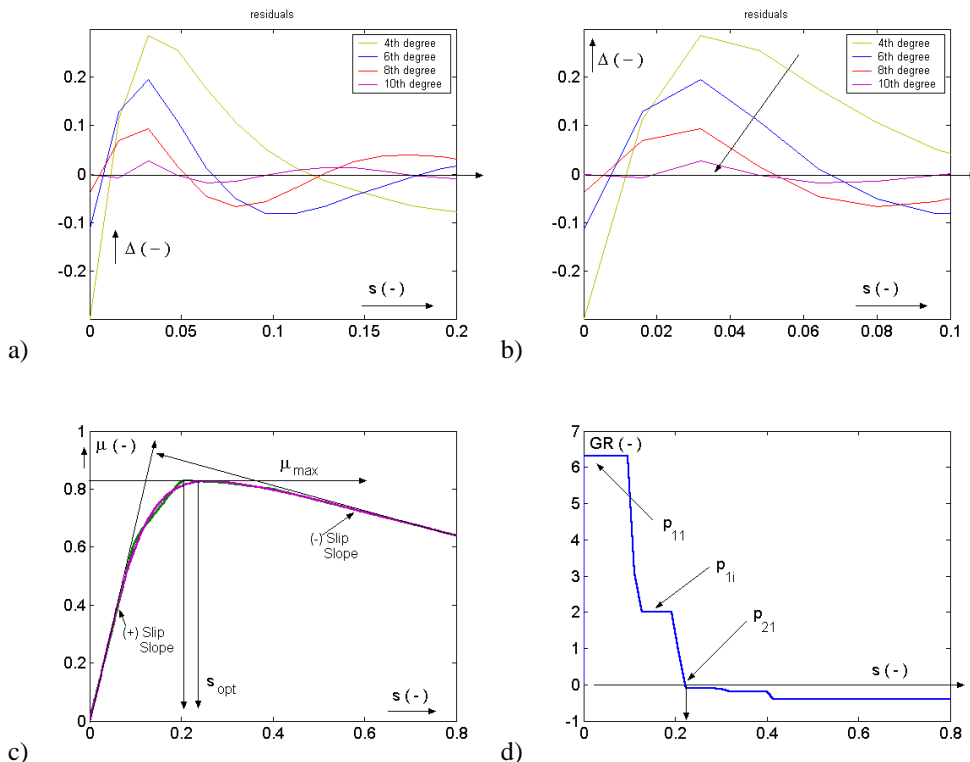 residuals
4th degree
6th degree
8th degree
10th degree
0.2
0.1
0
-0.1
-0.2
Δ (−)
s (-)
0 0.05 0.1 0.15 0.2
a)
residuals
Δ (−)
4th degree
6th degree
8th degree
10th degree
0.2
0.1
0
-0.1
-0.2
s (-)
0 0.02 0.04 0.06 0.08 0.1
b)
1
0.8
0.6
0.4
0.2
0
μ (-)
μmax
(-) Slip
Slope
(+) Slip
Slope
sopt
s (-)
0 0.2 0.4 0.6 0.8
c)
7
6
5
4
3
2
1
0
-1
GR (-)
p11
p1i
p21
s (-)
0 0.2 0.4 0.6 0.8
d)